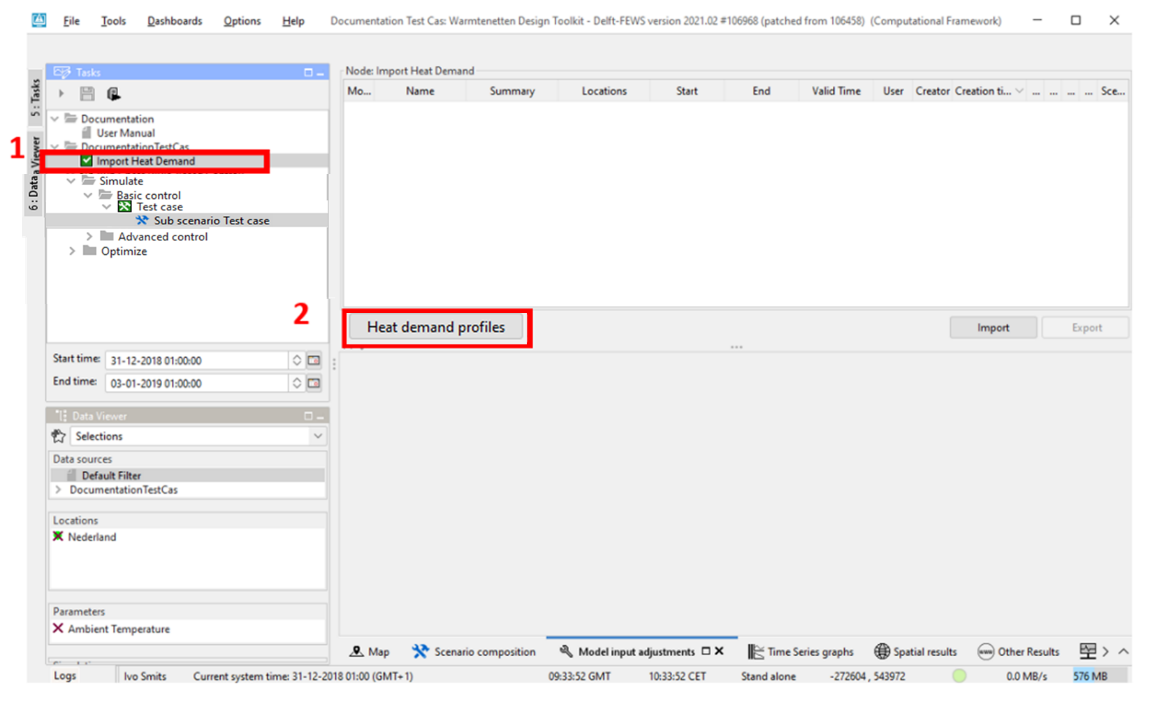 File Tools Dashboards Options Help Documentation Test Cas: Warmtenetten Design Toolkit - Delft-FEWS version 2021.02 #106968 (patched from 106458) (Computational Framework)
5: Tasks
6: Data Viewer
Tasks
1
Documentation
User Manual
DocumentationTestCas
Import Heat Demand
Simulate
Basic control
Test case
Sub scenario Test case
Advanced control
Optimize
Start time: 31-12-2018 01:00:00
End time: 03-01-2019 01:00:00
Data Viewer
Selections
Data sources
Default Filter
DocumentationTestCas
Locations
Nederland
Parameters
Ambient Temperature
Node: Import Heat Demand
Mo... Name Summary Locations Start End Valid Time User Creator Creation ti... ... ... ... ... Sce...
2
Heat demand profiles
Import Export
Map Scenario composition Model input adjustments Time Series graphs Spatial results www Other Results
Logs Ivo Smits Current system time: 31-12-2018 01:00 (GMT+1) 09:33:52 GMT 10:33:52 CET Stand alone -272604 , 543972 0.0 MB/s 576 MB